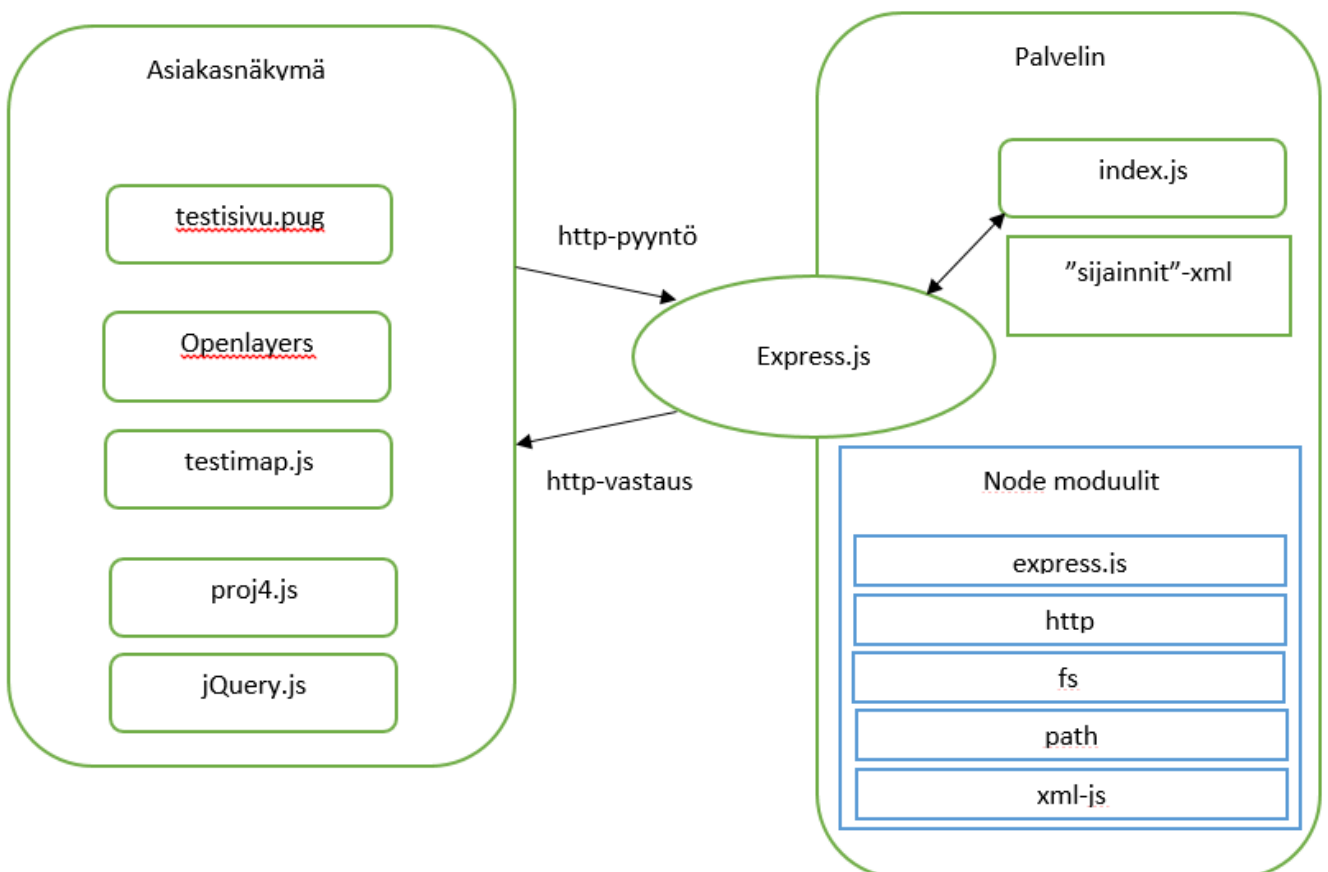 Asiakasnäkymä
testisivu.pug
Openlayers
testimap.js
proj4.js
jQuery.js
http-pyyntö
Express.js
http-vastaus
Palvelin
index.js
”sijainnit”-xml
Node moduulit
express.js
http
fs
path
xml-js